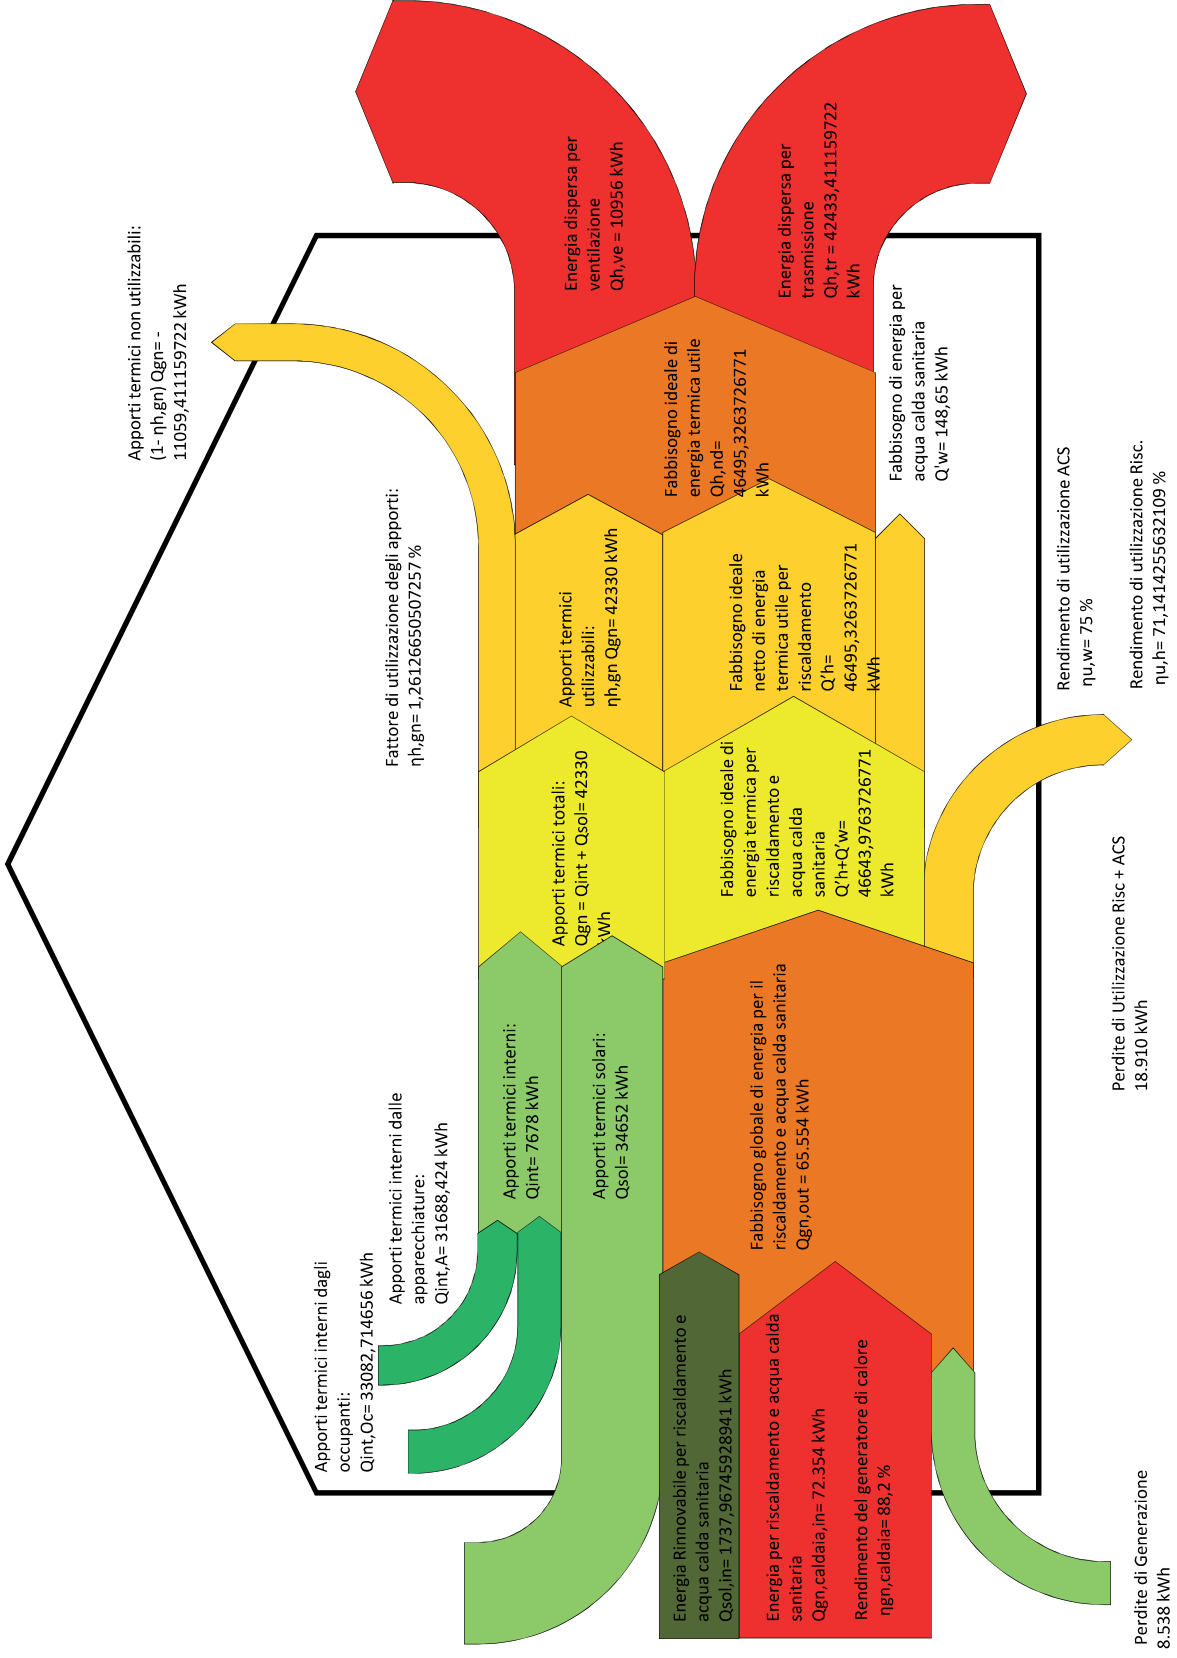 Apporti termici non utilizzabili:
(1- ηh,gn) Qgn= -
11059,411159722 kWh
Fattore di utilizzazione degli apporti:
ηh,gn= 1,26126650507257 %
Apporti termici interni dagli
occupanti:
Qint,Oc= 33082,714656 kWh
Apporti termici interni dalle
apparecchiature:
Qint,A= 31688,424 kWh
Apporti termici interni:
Qint= 7678 kWh
Apporti termici solari:
Qsol= 34652 kWh
Apporti termici totali:
Qgn = Qint + Qsol= 42330
kWh
Apporti termici
utilizzabili:
ηh,gn Qgn= 42330 kWh
Energia dispersa per
ventilazione
Qh,ve = 10956 kWh
Energia Rinnovabile per riscaldamento e
acqua calda sanitaria
Qsol,in= 1737,96745928941 kWh
Energia per riscaldamento e acqua calda
sanitaria
Qgn,caldaia,in= 72.354 kWh
Rendimento del generatore di calore
ηgn,caldaia= 88,2 %
Fabbisogno globale di energia per il
riscaldamento e acqua calda sanitaria
Qgn,out = 65.554 kWh
Fabbisogno ideale di
energia termica per
riscaldamento e
acqua calda
sanitaria
Q'h+Q'w=
46643,9763726771
kWh
Fabbisogno ideale
netto di energia
termica utile per
riscaldamento
Q'h=
46495,3263726771
kWh
Fabbisogno ideale di
energia termica utile
Qh,nd=
46495,3263726771
kWh
Energia dispersa per
trasmissione
Qh,tr = 42433,411159722
kWh
Fabbisogno di energia per
acqua calda sanitaria
Q'w= 148,65 kWh
Rendimento di utilizzazione ACS
ηu,w= 75 %
Rendimento di utilizzazione Risc.
ηu,h= 71,1414255632109 %
Perdite di Utilizzazione Risc + ACS
18.910 kWh
Perdite di Generazione
8.538 kWh